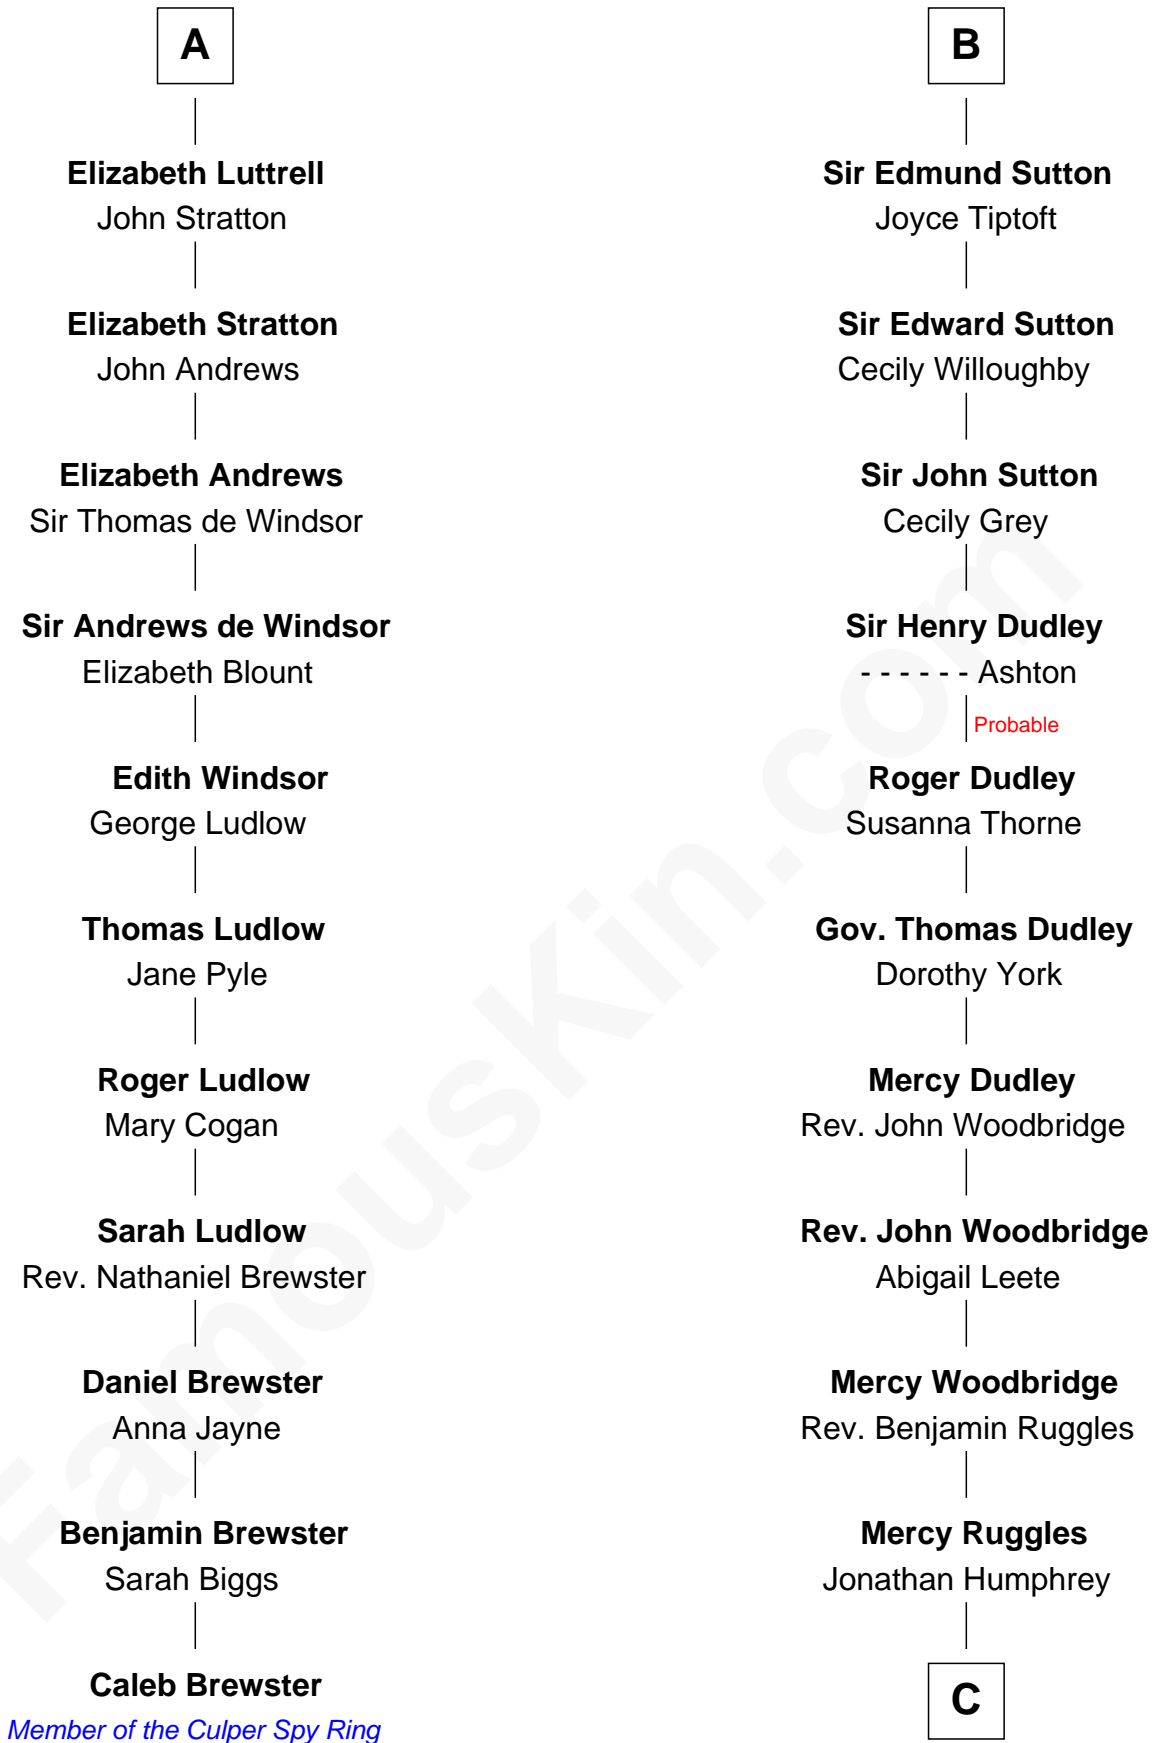 A
Elizabeth Luttrell
John Stratton
Elizabeth Stratton
John Andrews
Elizabeth Andrews
Sir Thomas de Windsor
Sir Andrews de Windsor
Elizabeth Blount
Edith Windsor
George Ludlow
Thomas Ludlow
Jane Pyle
Roger Ludlow
Mary Cogan
Sarah Ludlow
Rev. Nathaniel Brewster
Daniel Brewster
Anna Jayne
Benjamin Brewster
Sarah Biggs
Caleb Brewster
Member of the Culper Spy Ring
B
Sir Edmund Sutton
Joyce Tiptoft
Sir Edward Sutton
Cecily Willoughby
Sir John Sutton
Cecily Grey
Sir Henry Dudley
- - - - - - Ashton
Probable
Roger Dudley
Susanna Thorne
Gov. Thomas Dudley
Dorothy York
Mercy Dudley
Rev. John Woodbridge
Rev. John Woodbridge
Abigail Leete
Mercy Woodbridge
Rev. Benjamin Ruggles
Mercy Ruggles
Jonathan Humphrey
C
FamousKin.com